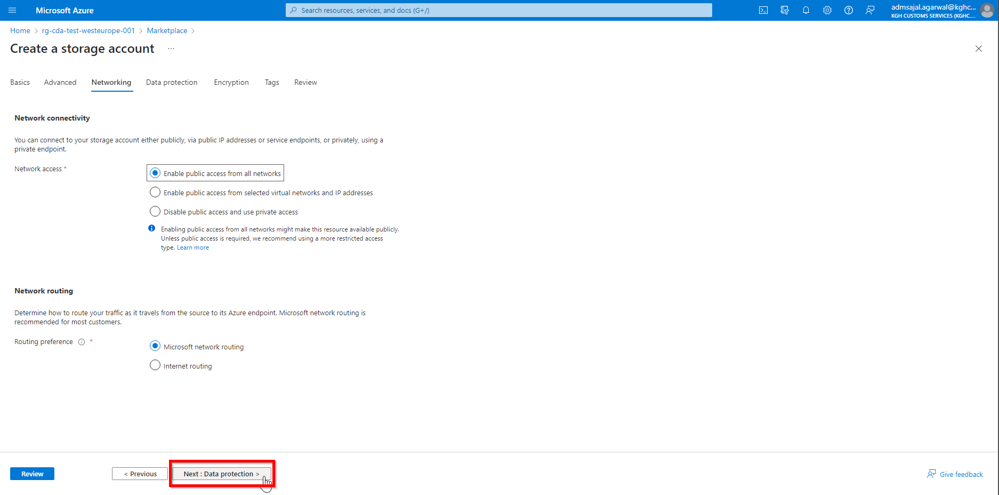 Microsoft Azure
Search resources, services, and docs (G+/)
admsajal.agarwal@kghc...
KGH CUSTOMS SERVICES (KGHC....
Home > rg-cda-test-westeurope-001 > Marketplace >
Create a storage account ...
Basics Advanced Networking Data protection Encryption Tags Review
Network connectivity
You can connect to your storage account either publicly, via public IP addresses or service endpoints, or privately, using a
private endpoint.
Network access *
Enable public access from all networks
Enable public access from selected virtual networks and IP addresses
Disable public access and use private access
Enabling public access from all networks might make this resource available publicly.
Unless public access is required, we recommend using a more restricted access
type. Learn more
Network routing
Determine how to route your traffic as it travels from the source to its Azure endpoint. Microsoft network routing is
recommended for most customers.
Routing preference *
Microsoft network routing
Internet routing
Review
< Previous
Next : Data protection >
Give feedback